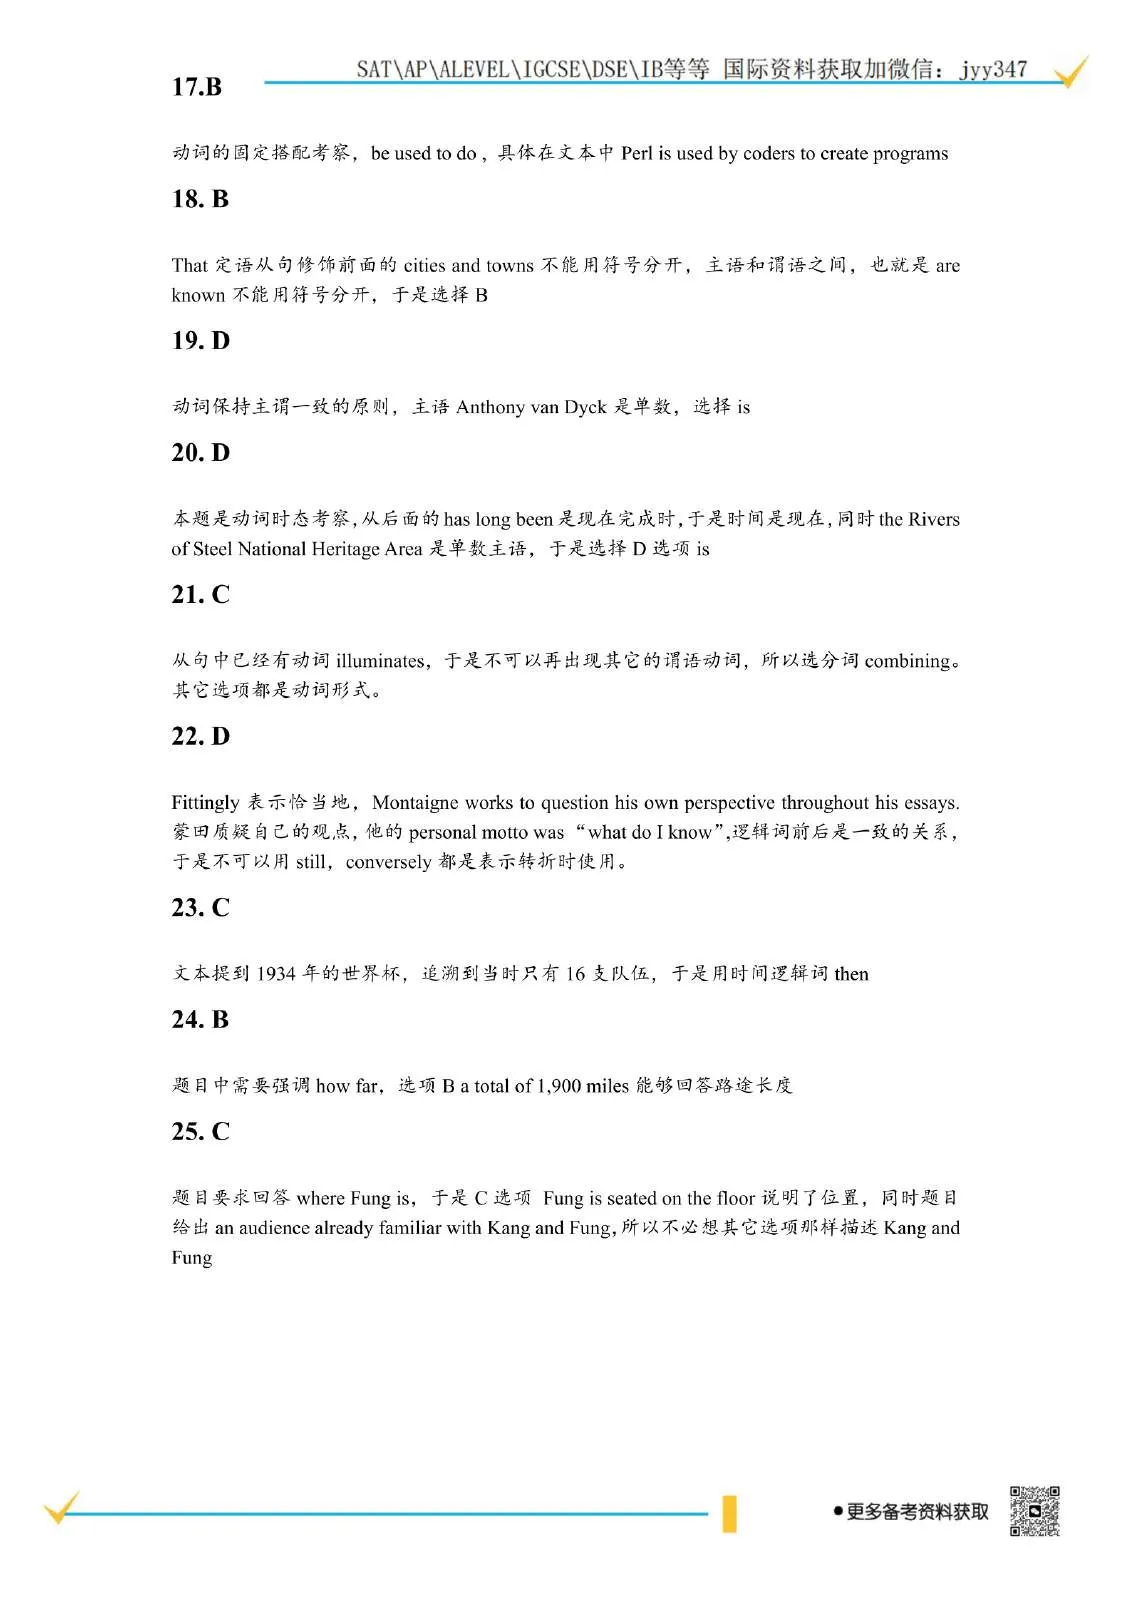 SAT\AP\ALEVEL\IGCSE\DSE\IB等等 国际资料获取加微信：jyy347
17.B
动词的固定搭配考察，be used to do , 具体在文本中 Perl is used by coders to create programs
18. B
That 定语从句修饰前面的 cities and towns 不能用符号分开，主语和谓语之间，也就是 are
known 不能用符号分开，于是选择 B
19. D
动词保持主谓一致的原则，主语 Anthony van Dyck 是单数，选择 is
20. D
本题是动词时态考察,从后面的 has long been 是现在完成时,于是时间是现在,同时 the Rivers
of Steel National Heritage Area 是单数主语，于是选择 D 选项 is
21. C
从句中已经有动词 illuminates，于是不可以再出现其它的谓语动词，所以选分词 combining。
其它选项都是动词形式。
22. D
Fittingly 表示恰当地，Montaigne works to question his own perspective throughout his essays.
蒙田质疑自己的观点，他的 personal motto was “what do I know”,逻辑词前后是一致的关系，
于是不可以用 still，conversely 都是表示转折时使用。
23. C
文本提到 1934 年的世界杯，追溯到当时只有 16 支队伍，于是用时间逻辑词 then
24. B
题目中需要强调 how far，选项 B a total of 1,900 miles 能够回答路途长度
25. C
题目要求回答 where Fung is，于是 C 选项 Fung is seated on the floor 说明了位置，同时题目
给出 an audience already familiar with Kang and Fung,所以不必想其它选项那样描述 Kang and
Fung
●更多备考资料获取